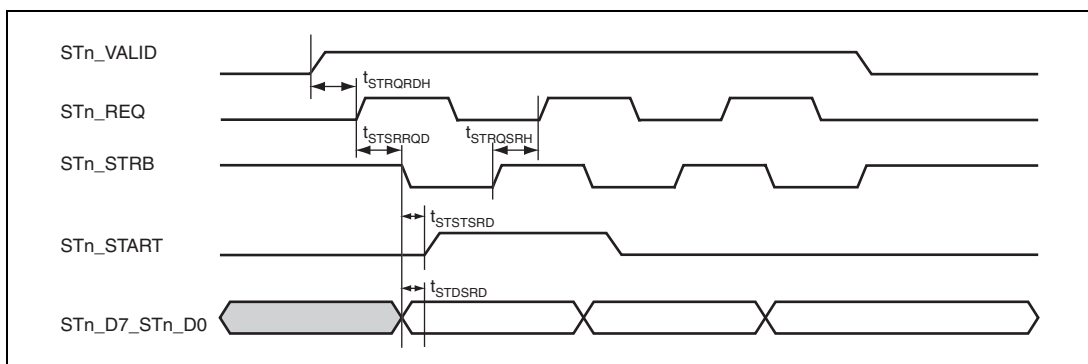 STn_VALID
tSTRQRDH
STn_REQ
tSTSRRQD
tSTRQSRH
STn_STRB
tSTSTSRD
STn_START
tSTDSRD
STn_D7_STn_D0